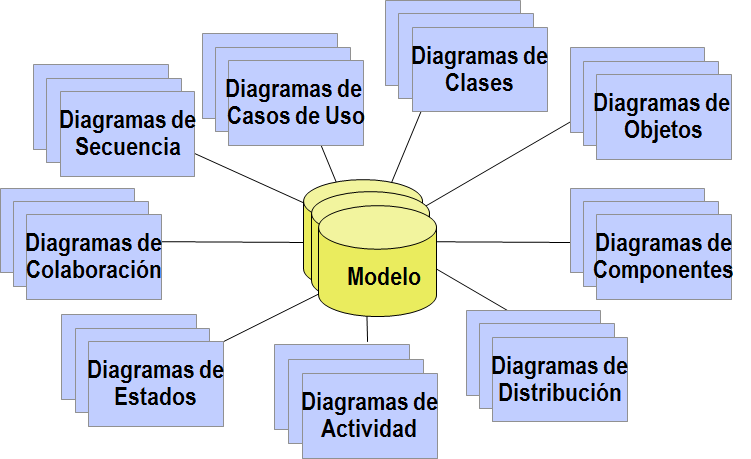 Diagramas de
Clases
Diagramas de
Casos de Uso
Diagramas de
Objetos
Diagramas de
Secuencia
Diagramas de
Colaboración
Diagramas de
Componentes
Modelo
Diagramas de
Estados
Diagramas de
Distribución
Diagramas de
Actividad